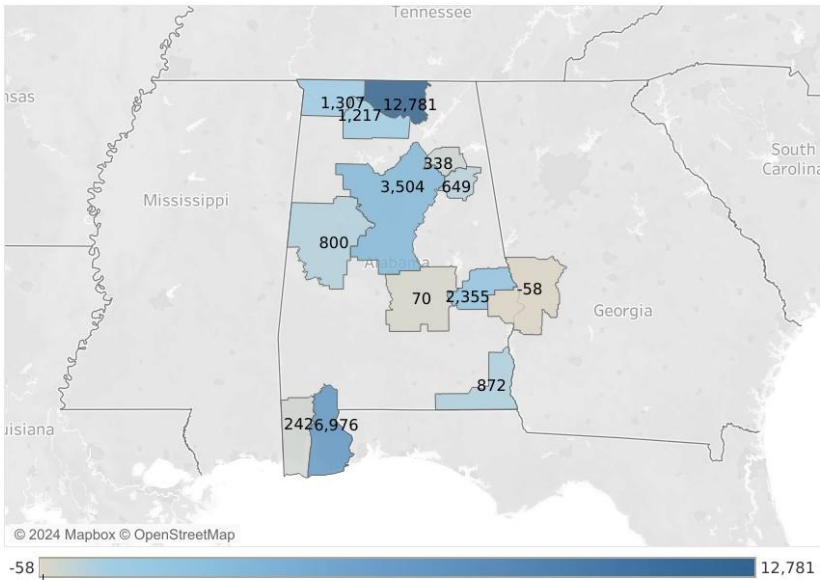 Tennessee
nsas
1,307
12,781
1,217
South
Carolina
338
3,504
649
Mississippi
800
Alabama
70
2,355
-58
Georgia
872
242
6,976
uisiana
© 2024 Mapbox © OpenStreetMap
-58
12,781